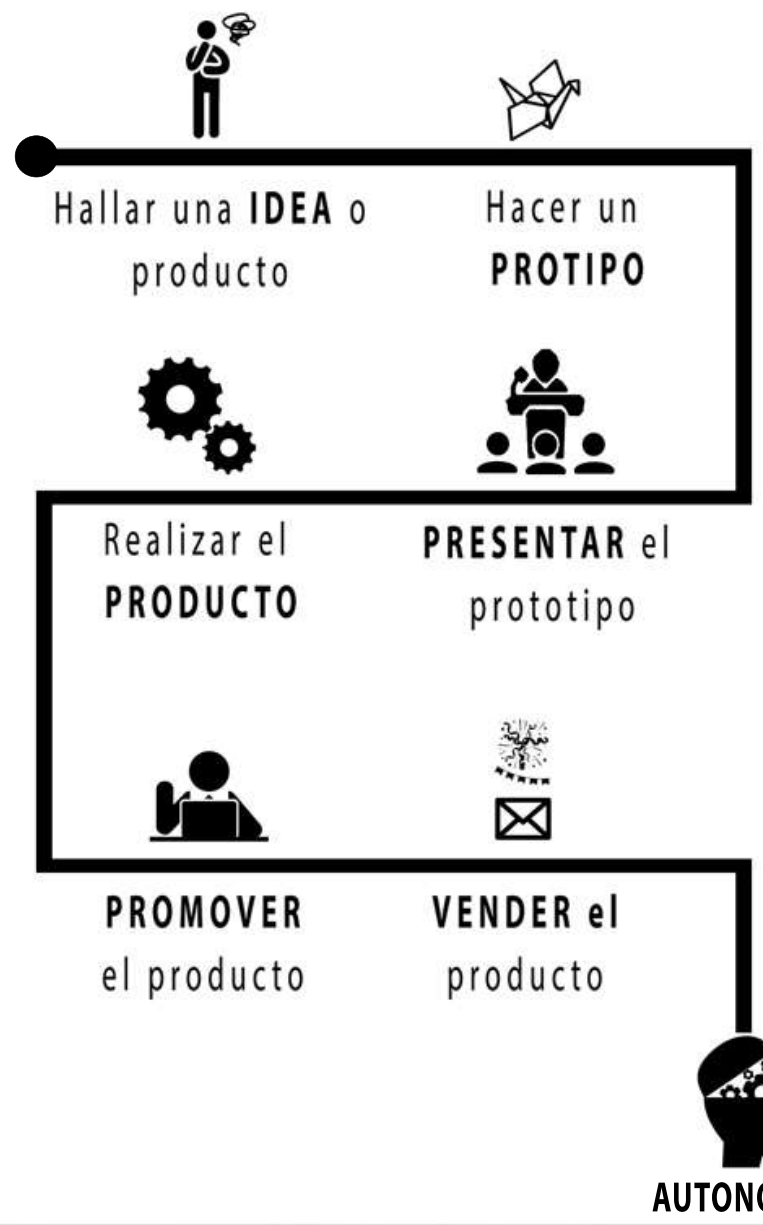 Hallar una IDEA o
producto
Hacer un
PROTIPO
PRESENTAR el
prototipo
Realizar el
PRODUCTO
PROMOVER
el producto
VENDER el
producto